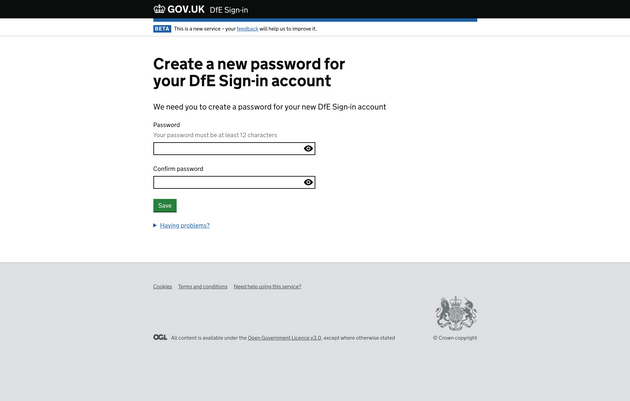 GOV.UK DfE Sign-in
BETA This is a new service – your feedback will help us to improve it.
Create a new password for
your DfE Sign-in account
We need you to create a password for your new DfE Sign-in account
Password
Your password must be at least 12 characters
Confirm password
Save
Having problems?
Cookies Terms and conditions Need help using this service?
OGL All content is available under the Open Government Licence v3.0, except where otherwise stated
© Crown copyright